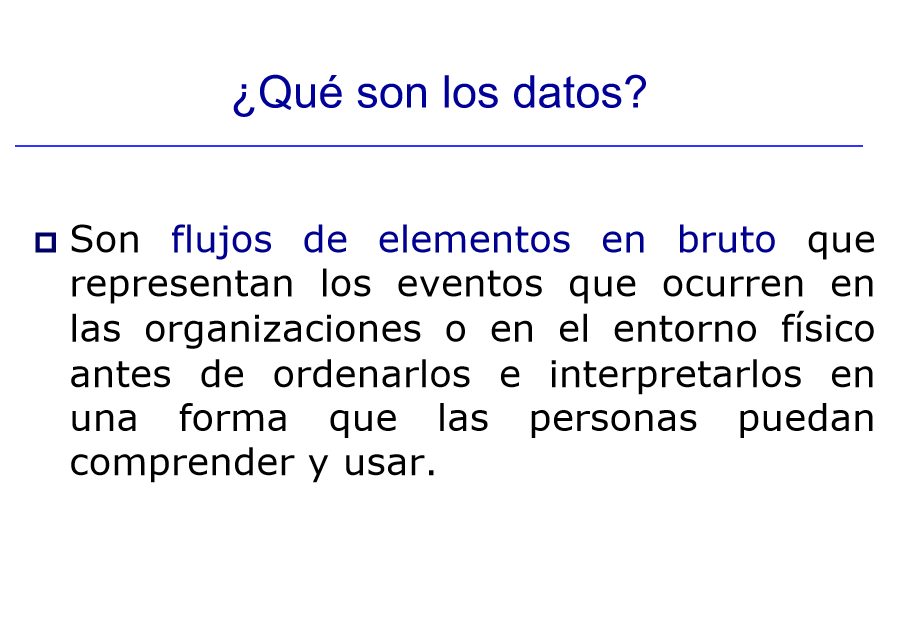 ¿Qué son los datos?
Son flujos de elementos en bruto que
representan los eventos que ocurren en
las organizaciones o en el entorno físico
antes de ordenarlos e interpretarlos en
una forma que las personas puedan
comprender y usar.